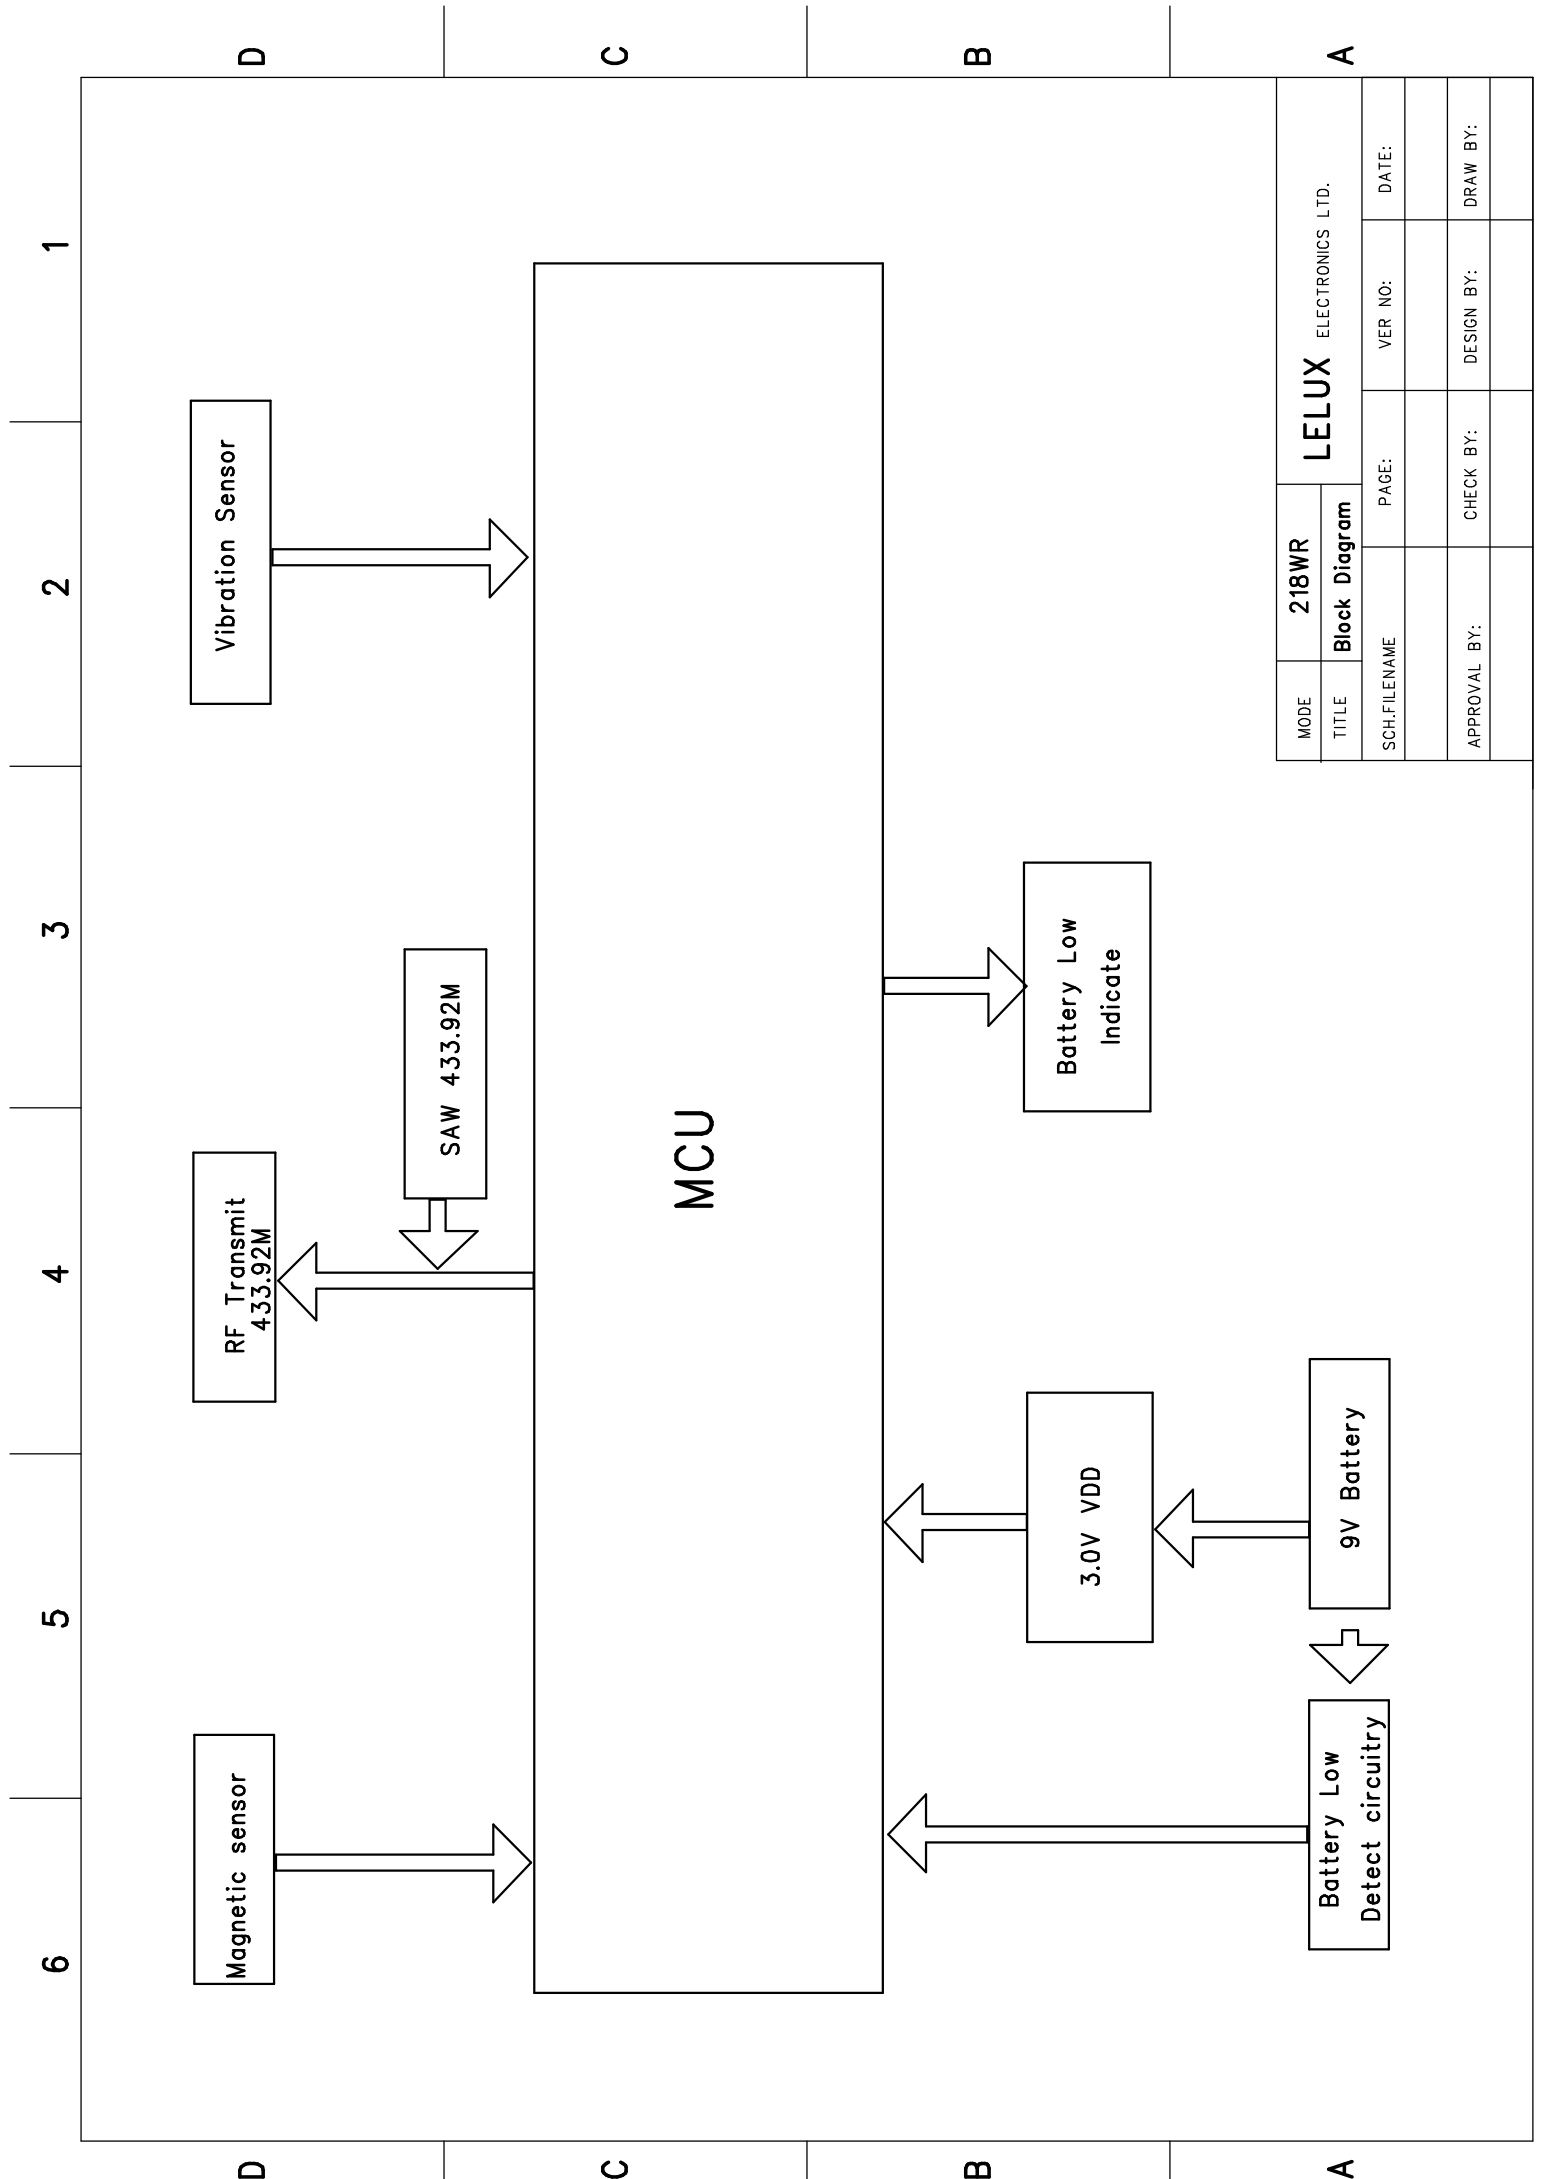 6
5
4
3
2
1
D
D
C
C
B
B
A
A
Magnetic sensor
RF Transmit
433.92M
Vibration Sensor
SAW 433.92M
MCU
3.0V VDD
Battery Low
Indicate
Battery Low
Detect circuitry
9V Battery
MODE
218WR
LELUX ELECTRONICS LTD.
TITLE
Block Diagram
SCH.FILENAME
PAGE:
VER NO:
DATE:
APPROVAL BY:
CHECK BY:
DESIGN BY:
DRAW BY: